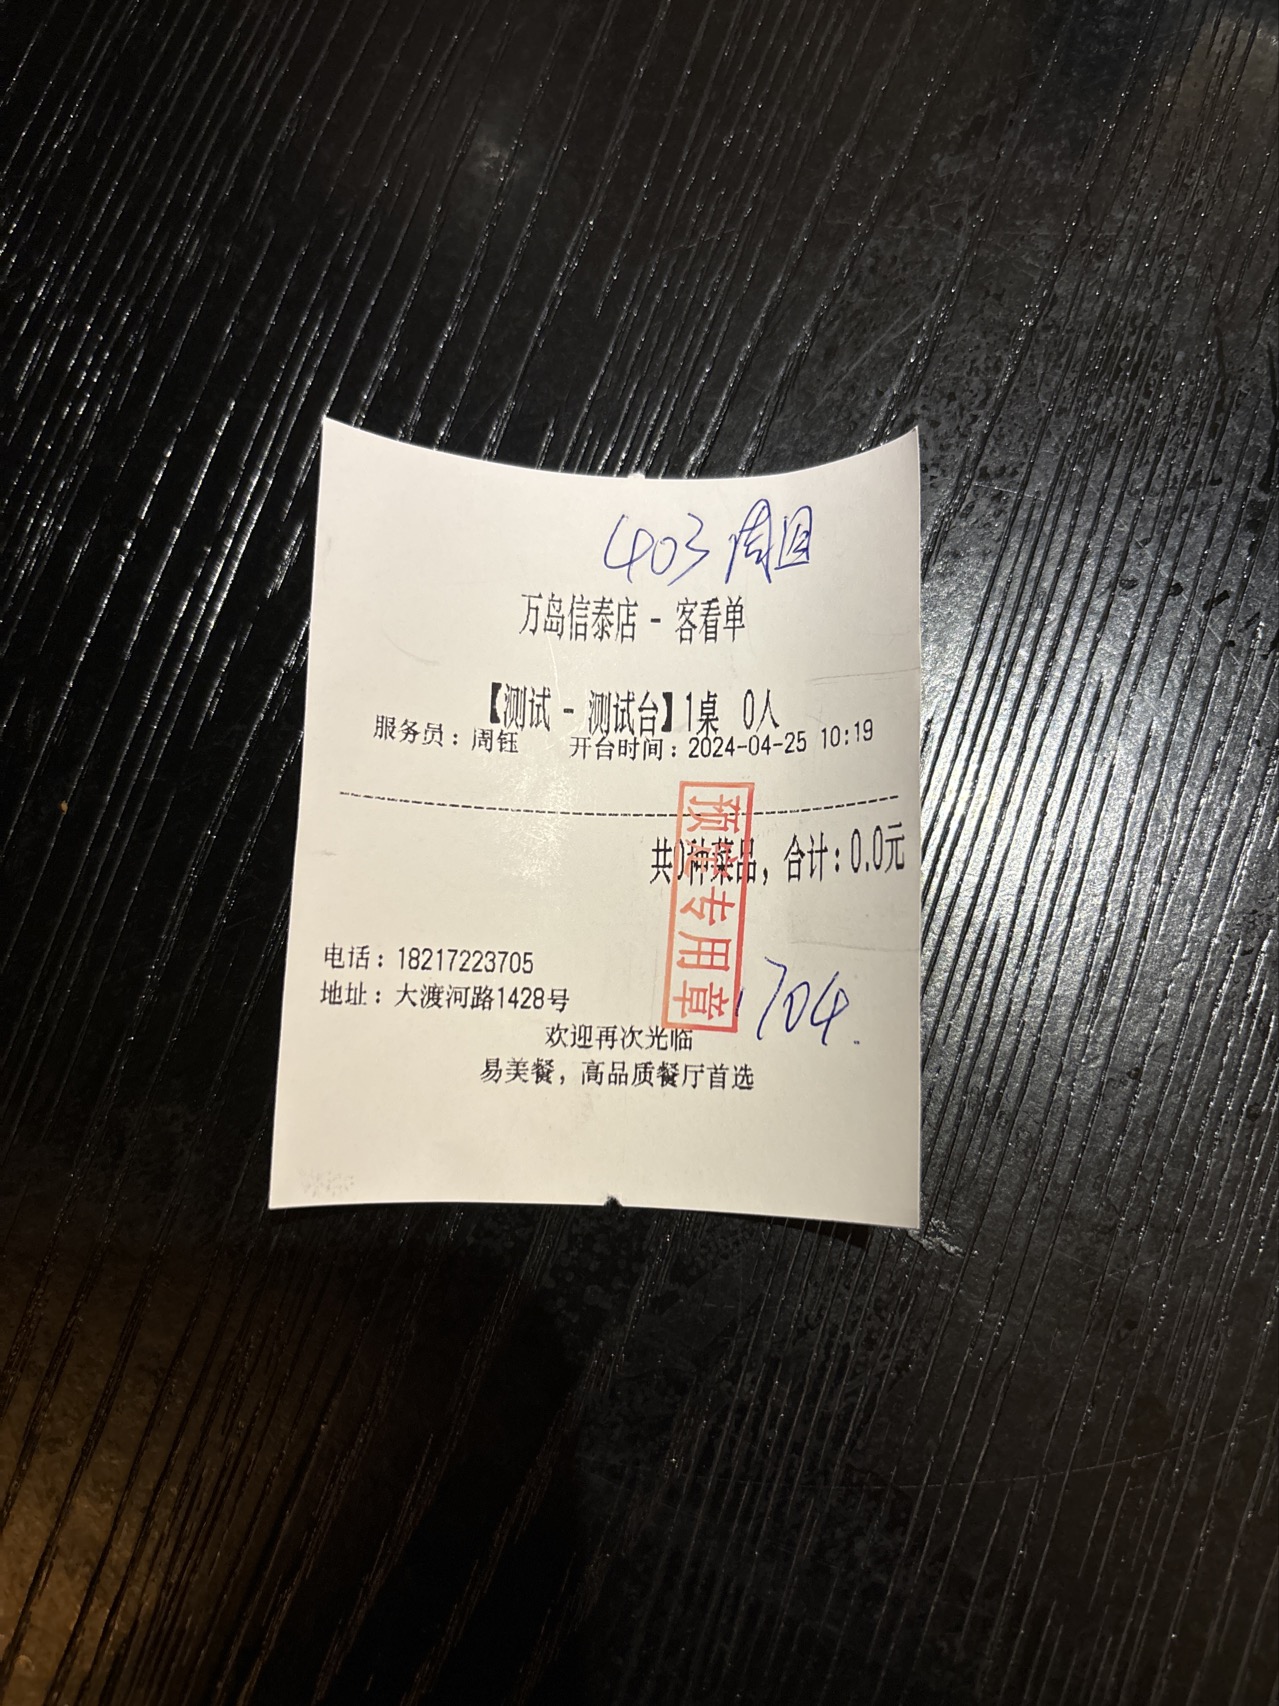 403 周
万岛信泰店 - 客看单
【测试 - 测试台】1桌 0人
服务员：周钰 开台时间：2024-04-25 10:19
共0种菜品，合计：0.0元
预定专用章
电话：18217223705
地址：大渡河路1428号
1704
欢迎再次光临
易美餐，高品质餐厅首选